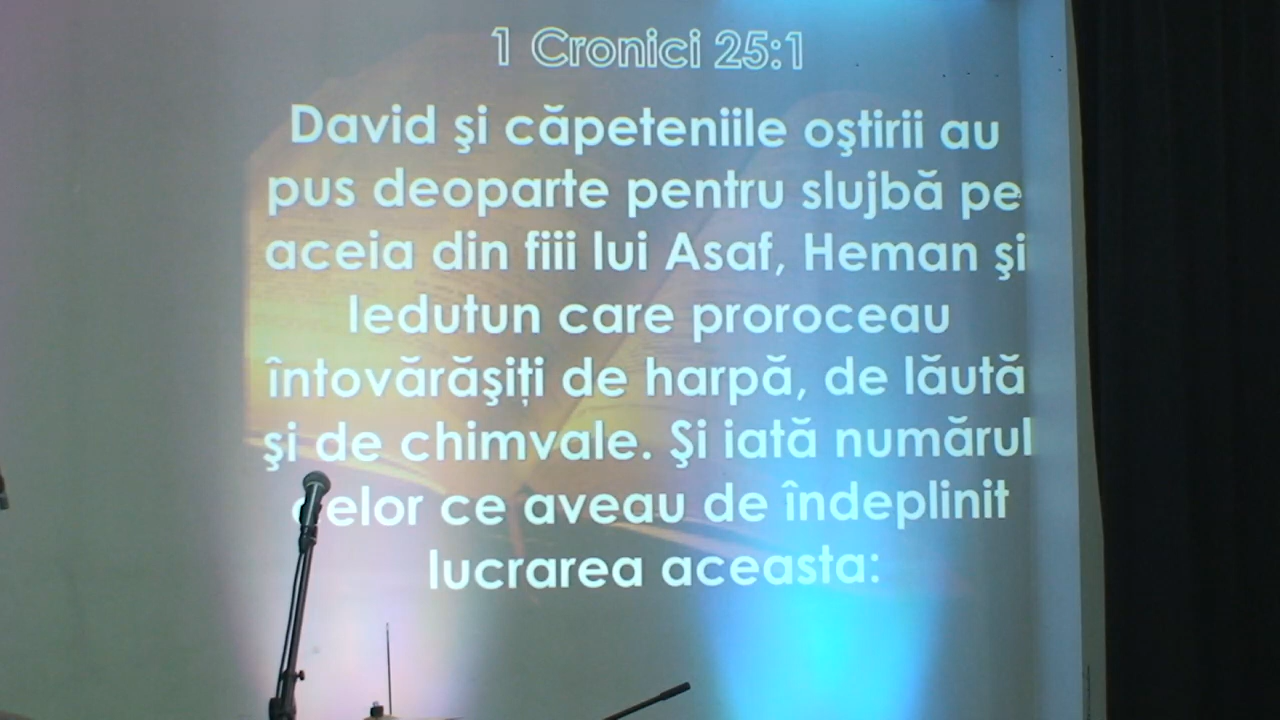 1 Cronici 25:1
David şi căpeteniile oştirii au
pus deoparte pentru slujbă pe
aceia din fiii lui Asaf, Heman şi
Iedutun care proroceau
întovărăşiţi de harpă, de lăută
şi de chimvale. Şi iată numărul
celor ce aveau de îndeplinit
lucrarea aceasta: